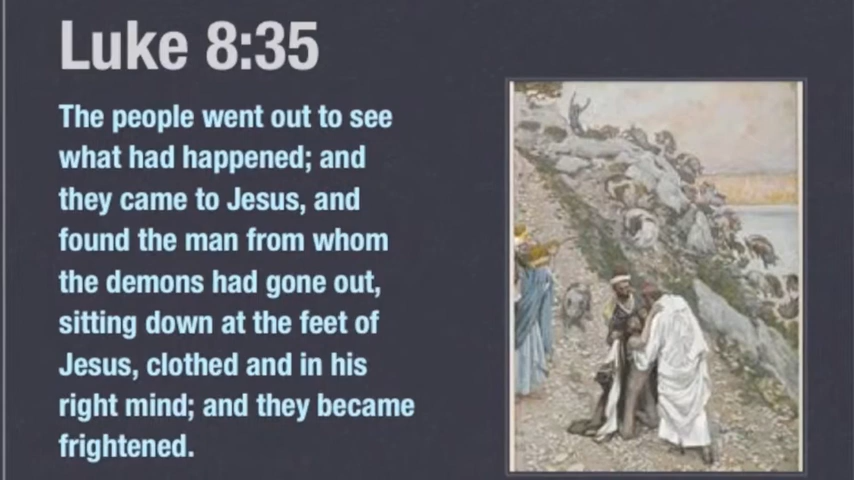 Luke 8:35
The people went out to see
what had happened; and
they came to Jesus, and
found the man from whom
the demons had gone out,
sitting down at the feet of
Jesus, clothed and in his
right mind; and they became
frightened.